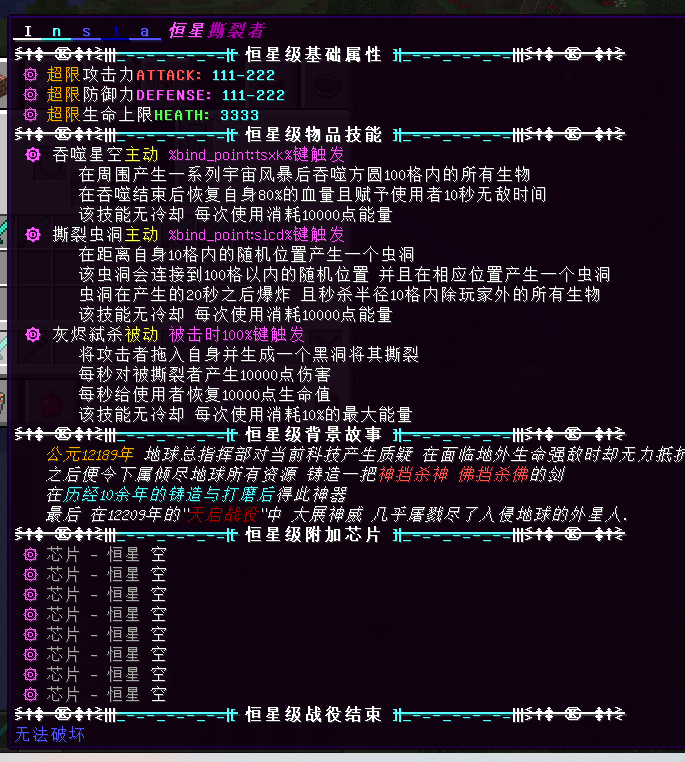 Insta 恒星撕裂者
恒星级基础属性
超限攻击力ATTACK: 111-222
超限防御力DEFENSE: 111-222
超限生命上限HEATH: 3333
恒星级物品技能
吞噬星空主动 %bind_point:tsxk%键触发
在周围产生一系列宇宙风暴后吞噬方圆100格内的所有生物
在吞噬结束后恢复自身80%的血量且赋予使用者10秒无敌时间
该技能无冷却 每次使用消耗10000点能量
撕裂虫洞主动 %bind_point:slcd%键触发
在距离自身10格内的随机位置产生一个虫洞
该虫洞会连接到100格以内的随机位置 并且在相应位置产生一个虫洞
虫洞在产生的20秒之后爆炸 且秒杀半径10格内除玩家外的所有生物
该技能无冷却 每次使用消耗10000点能量
灰烬弑杀被动 被击时100%键触发
将攻击者拖入自身并生成一个黑洞将其撕裂
每秒对被撕裂者产生10000点伤害
每秒给使用者恢复10000点生命值
该技能无冷却 每次使用消耗10%的最大能量
恒星级背景故事
公元12189年 地球总指挥部对当前科技产生质疑 在面临地外生命强敌时却无力抵抗
之后便令下属倾尽地球所有资源 铸造一把神挡杀神 佛挡杀佛的剑
在历经10余年的铸造与打磨后得此神器
最后 在12209年的"天启战役"中 大展神威 几乎屠戮尽了入侵地球的外星人.
恒星级附加芯片
芯片 - 恒星 空
芯片 - 恒星 空
芯片 - 恒星 空
芯片 - 恒星 空
芯片 - 恒星 空
芯片 - 恒星 空
芯片 - 恒星 空
芯片 - 恒星 空
恒星级战役结束
无法破坏